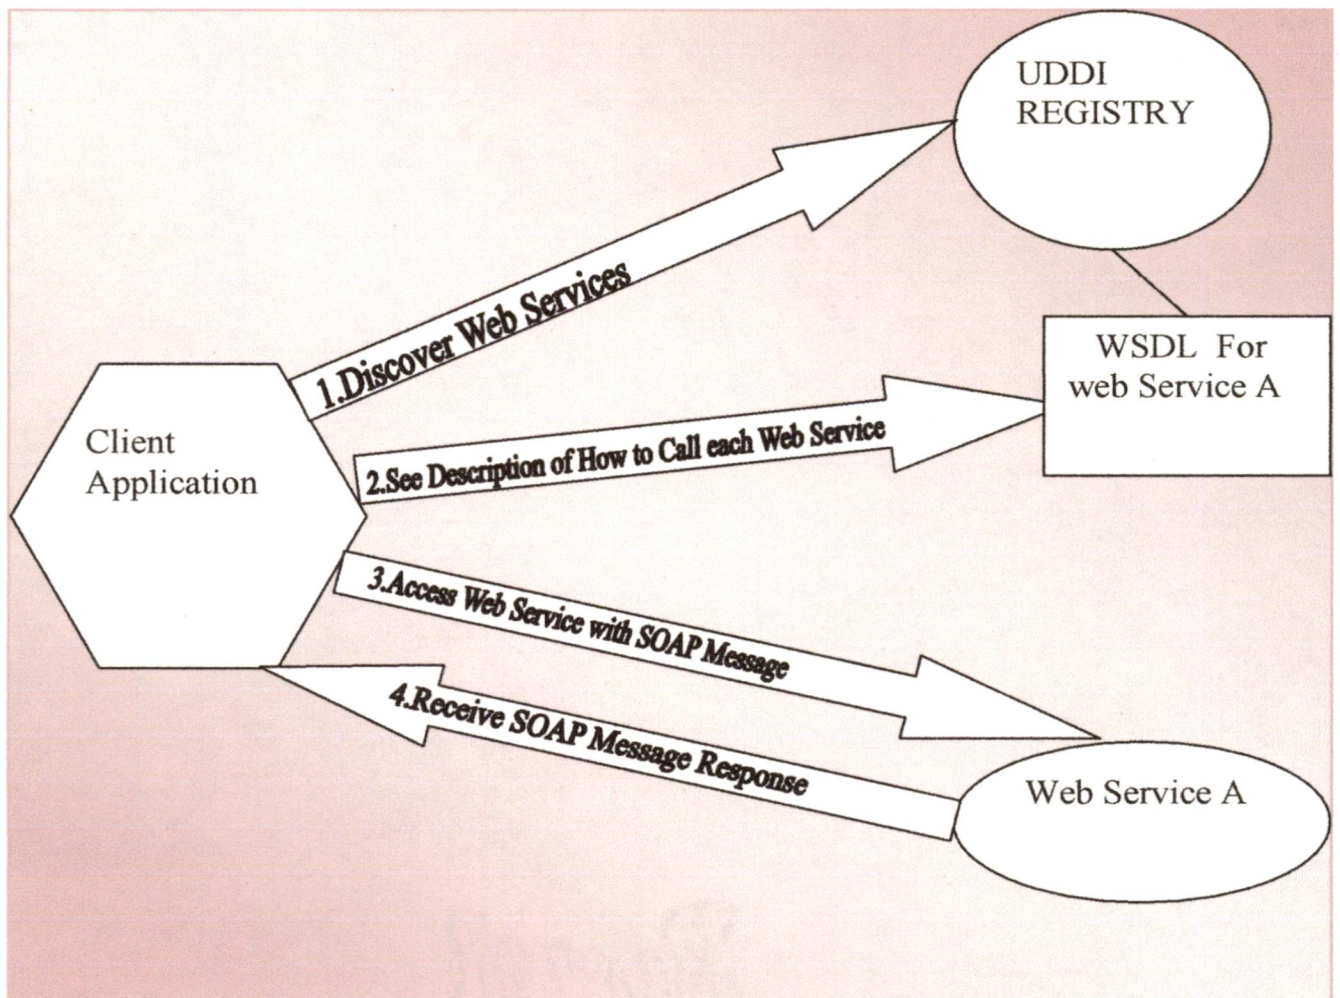 UDDI
REGISTRY
1.Discover Web Services
WSDL For
web Service A
Client
Application
2.See Description of How to Call each Web Service
3.Access Web Service with SOAP Message
4.Receive SOAP Message Response
Web Service A